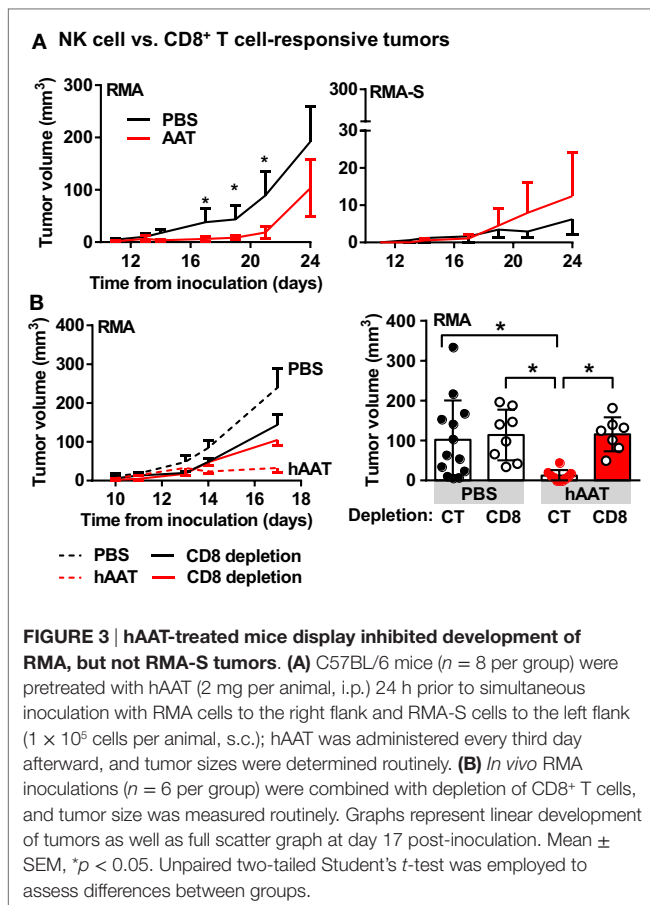 A NK cell vs. CD8⁺ T cell-responsive tumors
Tumor volume (mm³)
300
200
100
0
RMA
PBS
AAT
* * *
12 16 20 24
Time from inoculation (days)
RMA-S
300
30
20
10
0
12 16 20 24
Time from inoculation (days)
B
Tumor volume (mm³)
400
300
200
100
0
RMA
PBS
hAAT
10 12 14 16 18
Time from inoculation (days)
PBS CD8 depletion
hAAT CD8 depletion
Tumor volume (mm³)
400
300
200
100
0
RMA
*
* *
PBS hAAT
Depletion: CT CD8 CT CD8
FIGURE 3 | hAAT-treated mice display inhibited development of
RMA, but not RMA-S tumors. (A) C57BL/6 mice (n = 8 per group) were
pretreated with hAAT (2 mg per animal, i.p.) 24 h prior to simultaneous
inoculation with RMA cells to the right flank and RMA-S cells to the left flank
(1 × 10⁵ cells per animal, s.c.); hAAT was administered every third day
afterward, and tumor sizes were determined routinely. (B) In vivo RMA
inoculations (n = 6 per group) were combined with depletion of CD8⁺ T cells,
and tumor size was measured routinely. Graphs represent linear development
of tumors as well as full scatter graph at day 17 post-inoculation. Mean ±
SEM, *p < 0.05. Unpaired two-tailed Student's t-test was employed to
assess differences between groups.